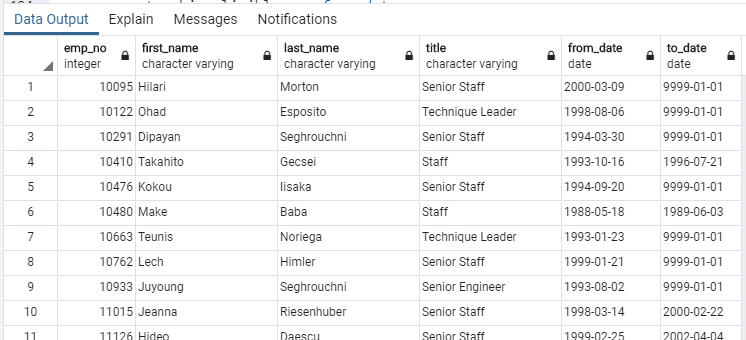 Data Output Explain Messages Notifications
emp_no first_name last_name title from_date to_date
integer character varying character varying character varying date date
1 10095 Hilari Morton Senior Staff 2000-03-09 9999-01-01
2 10122 Ohad Esposito Technique Leader 1998-08-06 9999-01-01
3 10291 Dipayan Seghrouchni Senior Staff 1994-03-30 9999-01-01
4 10410 Takahito Gecsei Staff 1993-10-16 1996-07-21
5 10476 Kokou Iisaka Senior Staff 1994-09-20 9999-01-01
6 10480 Make Baba Staff 1988-05-18 1989-06-03
7 10663 Teunis Noriega Technique Leader 1993-01-23 9999-01-01
8 10762 Lech Himler Senior Staff 1999-01-21 9999-01-01
9 10933 Juyoung Seghrouchni Senior Engineer 1993-08-02 9999-01-01
10 11015 Jeanna Riesenhuber Senior Staff 1998-03-14 2000-02-22
11 11126 Hideo Daescu Senior Staff 1999-02-25 2002-04-04